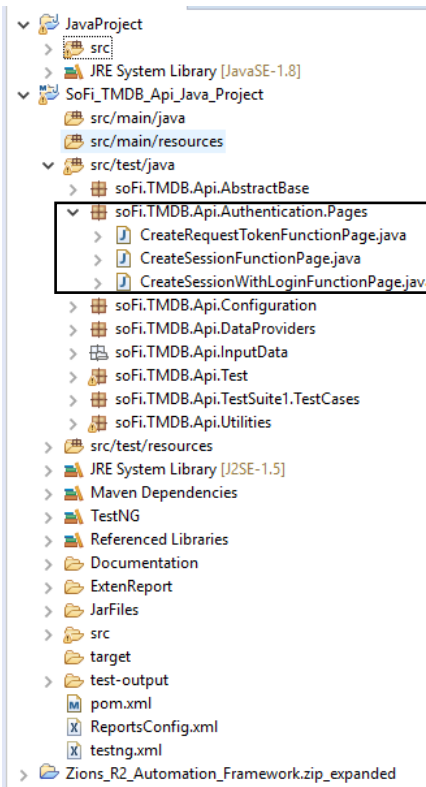 JavaProject
src
JRE System Library [JavaSE-1.8]
SoFi_TMDB_Api_Java_Project
src/main/java
src/main/resources
src/test/java
soFi.TMDB.Api.AbstractBase
soFi.TMDB.Api.Authentication.Pages
CreateRequestTokenFunctionPage.java
CreateSessionFunctionPage.java
CreateSessionWithLoginFunctionPage.java
soFi.TMDB.Api.Configuration
soFi.TMDB.Api.DataProviders
soFi.TMDB.Api.InputData
soFi.TMDB.Api.Test
soFi.TMDB.Api.TestSuite1.TestCases
soFi.TMDB.Api.Utilities
src/test/resources
JRE System Library [J2SE-1.5]
Maven Dependencies
TestNG
Referenced Libraries
Documentation
ExtenReport
JarFiles
src
target
test-output
pom.xml
ReportsConfig.xml
testng.xml
Zions_R2_Automation_Framework.zip_expanded